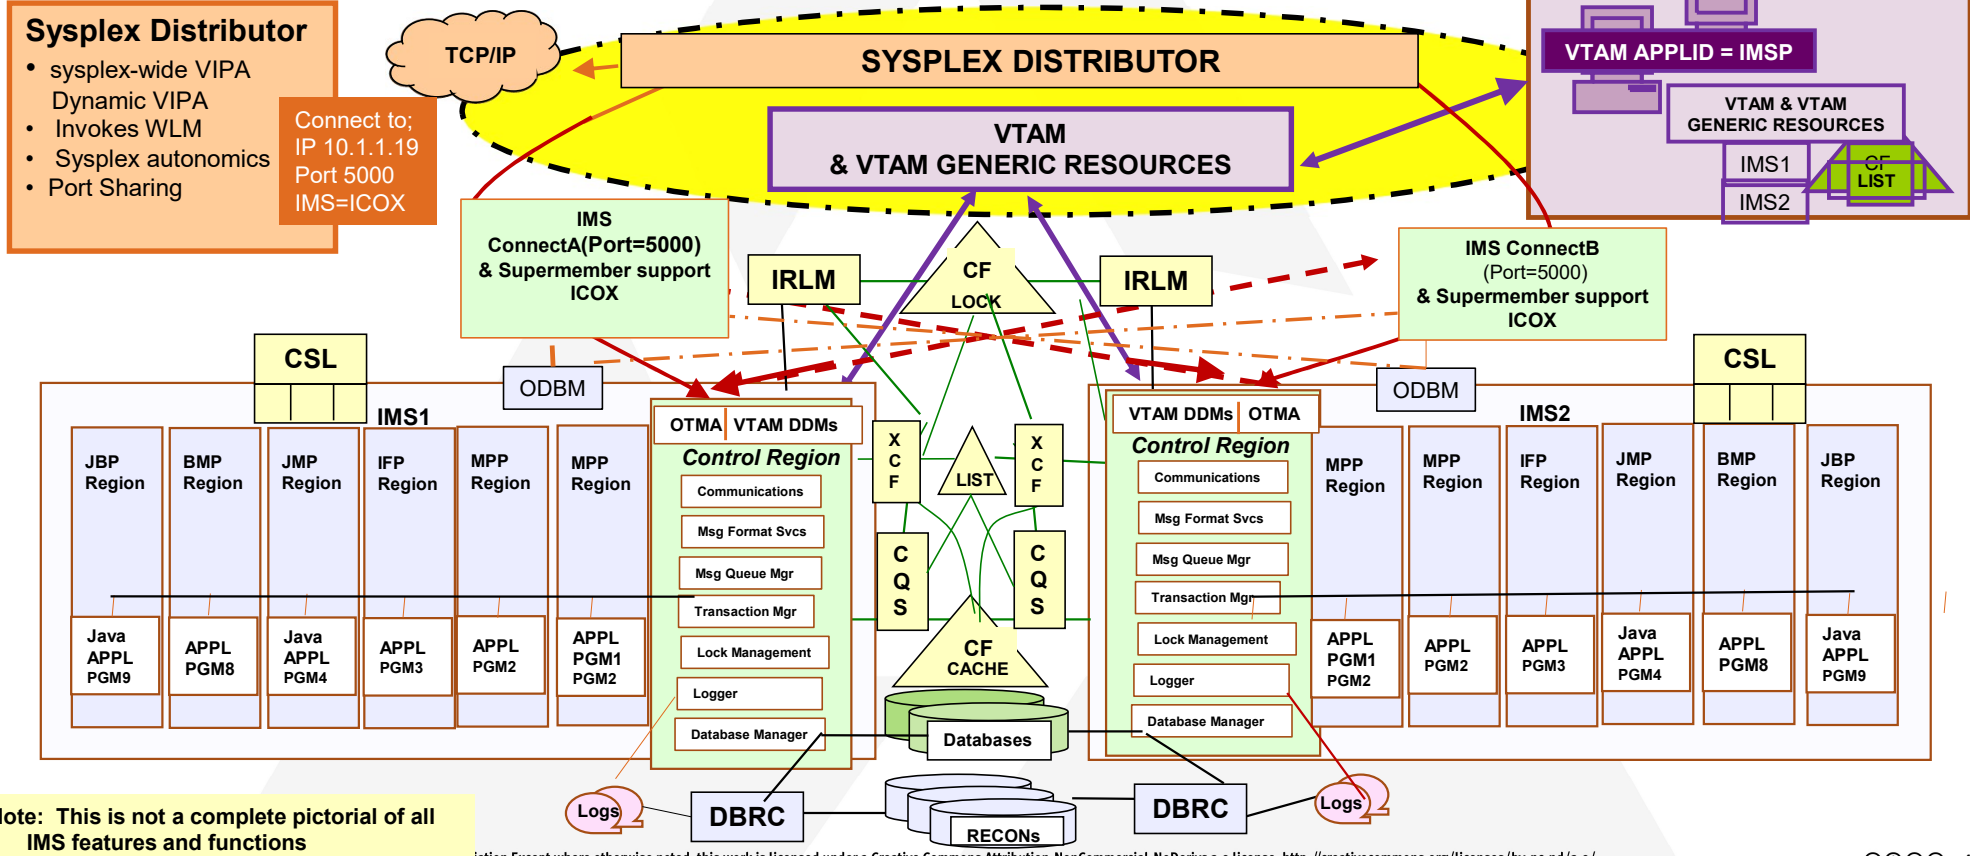 Sysplex Distributor
• sysplex-wide VIPA
Dynamic VIPA
• Invokes WLM
• Sysplex autonomics
• Port Sharing
Connect to;
IP 10.1.1.19
Port 5000
IMS=ICOX
TCP/IP
SYSPLEX DISTRIBUTOR
VTAM
& VTAM GENERIC RESOURCES
VTAM APPLID = IMSP
VTAM & VTAM
GENERIC RESOURCES
IMS1
IMS2
CF
LIST
IMS
ConnectA(Port=5000)
& Supermember support
ICOX
IRLM
CF
LOCK
IRLM
IMS ConnectB
(Port=5000)
& Supermember support
ICOX
CSL
ODBM
IMS1
ODBM
CSL
IMS2
JBP
Region
BMP
Region
JMP
Region
IFP
Region
MPP
Region
MPP
Region
Java
APPL
PGM9
APPL
PGM8
Java
APPL
PGM4
APPL
PGM3
APPL
PGM2
APPL
PGM1
PGM2
OTMA VTAM DDMs
Control Region
Communications
Msg Format Svcs
Msg Queue Mgr
Transaction Mgr
Lock Management
Logger
Database Manager
XCF
LIST
XCF
CQS
CQS
CF
CACHE
Databases
VTAM DDMs OTMA
Control Region
Communications
Msg Format Svcs
Msg Queue Mgr
Transaction Mgr
Lock Management
Logger
Database Manager
MPP
Region
MPP
Region
IFP
Region
JMP
Region
BMP
Region
JBP
Region
APPL
PGM1
PGM2
APPL
PGM2
APPL
PGM3
Java
APPL
PGM4
APPL
PGM8
Java
APPL
PGM9
Logs
DBRC
RECONs
DBRC
Logs
This is not a complete pictorial of all
IMS features and functions